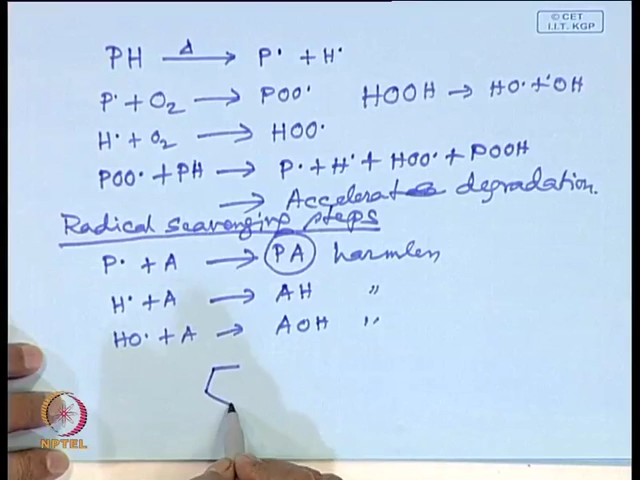 © CET
I.I.T. KGP
PH —Δ→ P• + H•
P• + O₂ → POO•    HOOH → HO• + •OH
H• + O₂ → HOO•
POO• + PH → P• + H• + HOO• + POOH
→ Accelerates degradation.
Radical scavenging steps
P• + A → PA harmless
H• + A → AH "
HO• + A → AOH "
NPTEL